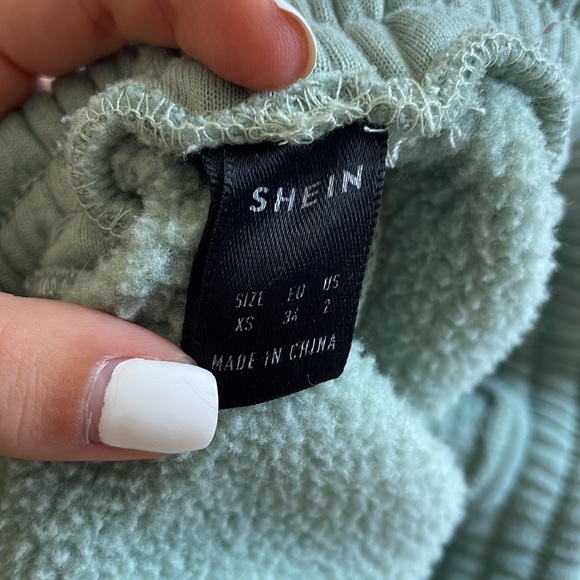 SHEIN
SIZE EU US
XS 34 2
MADE IN CHINA